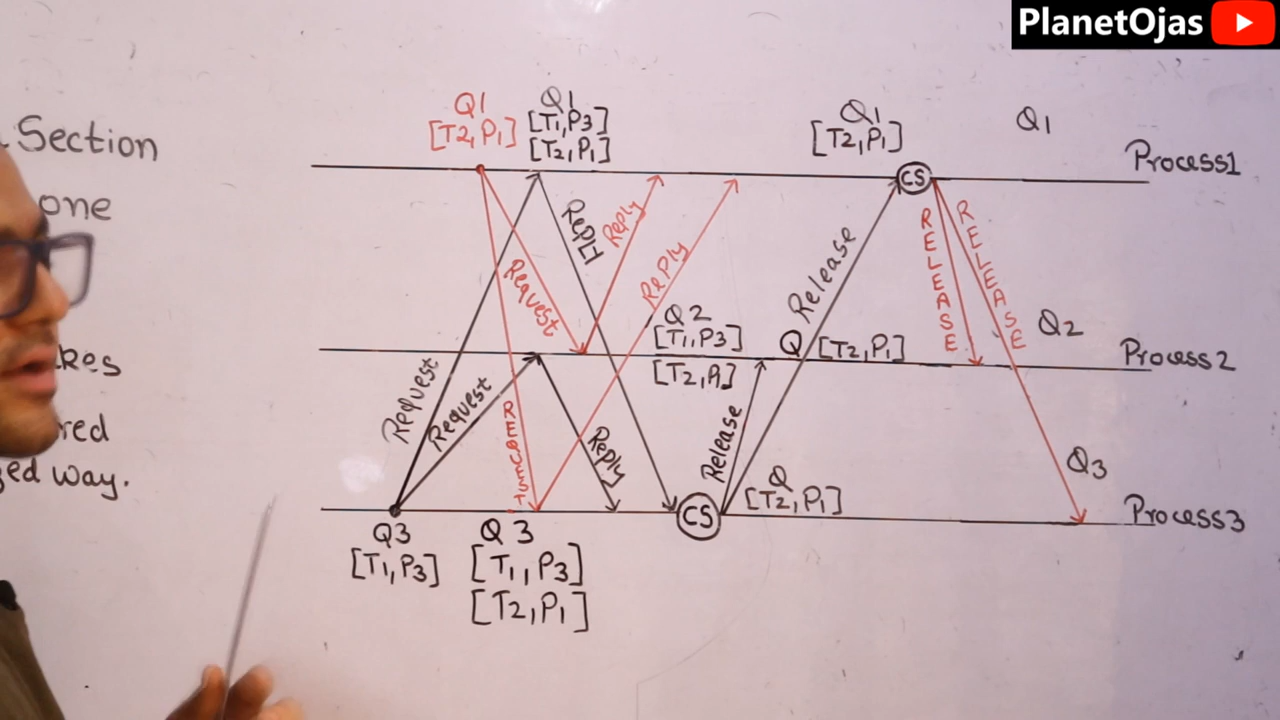 PlanetOjas
Section
one
kes
red
ed way.
Q1
[T2,P1]
Q1
[T1,P3]
[T2,P1]
Q1
[T2,P1]
Q1
Process1
Request
Request
Request
REQUEST
Reply
Reply
Reply
Reply
Q2
[T1,P3]
[T2,P1]
Q [T2,P1]
Release
Release
RELEASE
RELEASE
CS
Q2
Process2
Q3
[T1,P3]
Q3
[T1,P3]
[T2,P1]
CS
Q
[T2,P1]
Q3
Process3